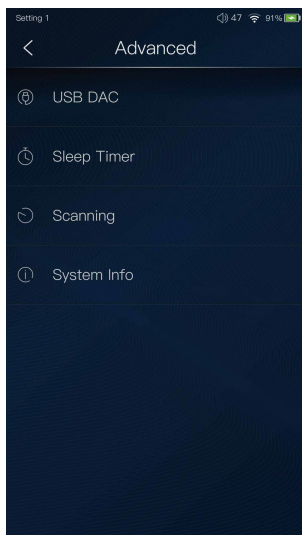 Setting 1 47 91%
Advanced
USB DAC
Sleep Timer
Scanning
System Info